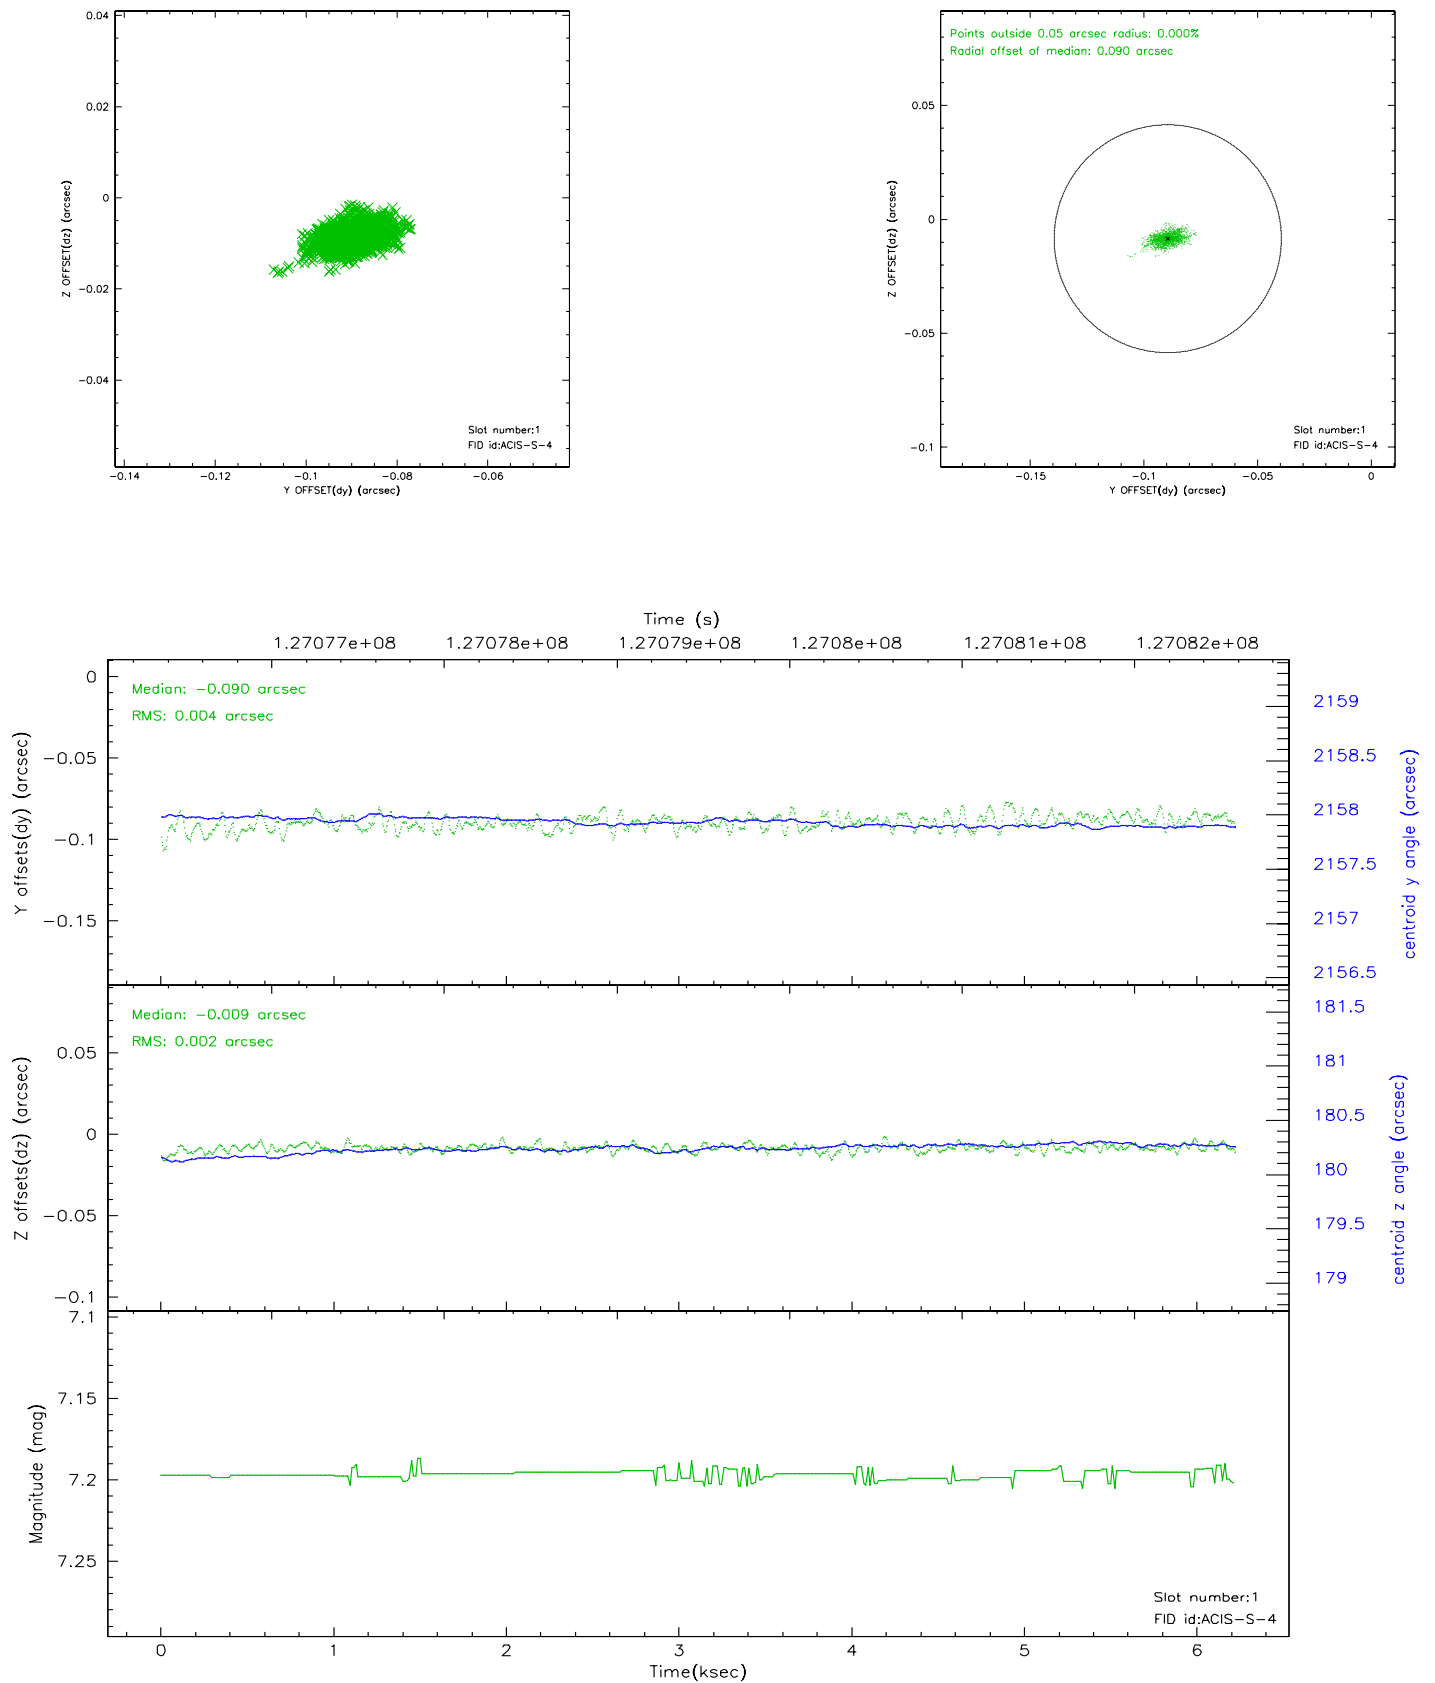 0.04
0.02
0
-0.02
-0.04
Z OFFSET(dz) (arcsec)
Slot number:1
FID id:ACIS-S-4
-0.14 -0.12 -0.1 -0.08 -0.06
Y OFFSET(dy) (arcsec)
Points outside 0.05 arcsec radius: 0.000%
Radial offset of median: 0.090 arcsec
0.05
0
-0.05
-0.1
Z OFFSET(dz) (arcsec)
Slot number:1
FID id:ACIS-S-4
-0.15 -0.1 -0.05 0
Y OFFSET(dy) (arcsec)
Time (s)
1.27077e+08 1.27078e+08 1.27079e+08 1.2708e+08 1.27081e+08 1.27082e+08
Median: -0.090 arcsec
RMS: 0.004 arcsec
0
-0.05
-0.1
-0.15
Y offsets(dy) (arcsec)
2159
2158.5
2158
2157.5
2157
2156.5
centroid y angle (arcsec)
Median: -0.009 arcsec
RMS: 0.002 arcsec
0.05
0
-0.05
-0.1
Z offsets(dz) (arcsec)
181.5
181
180.5
180
179.5
179
centroid z angle (arcsec)
7.1
7.15
7.2
7.25
Magnitude (mag)
Slot number:1
FID id:ACIS-S-4
0 1 2 3 4 5 6
Time(ksec)